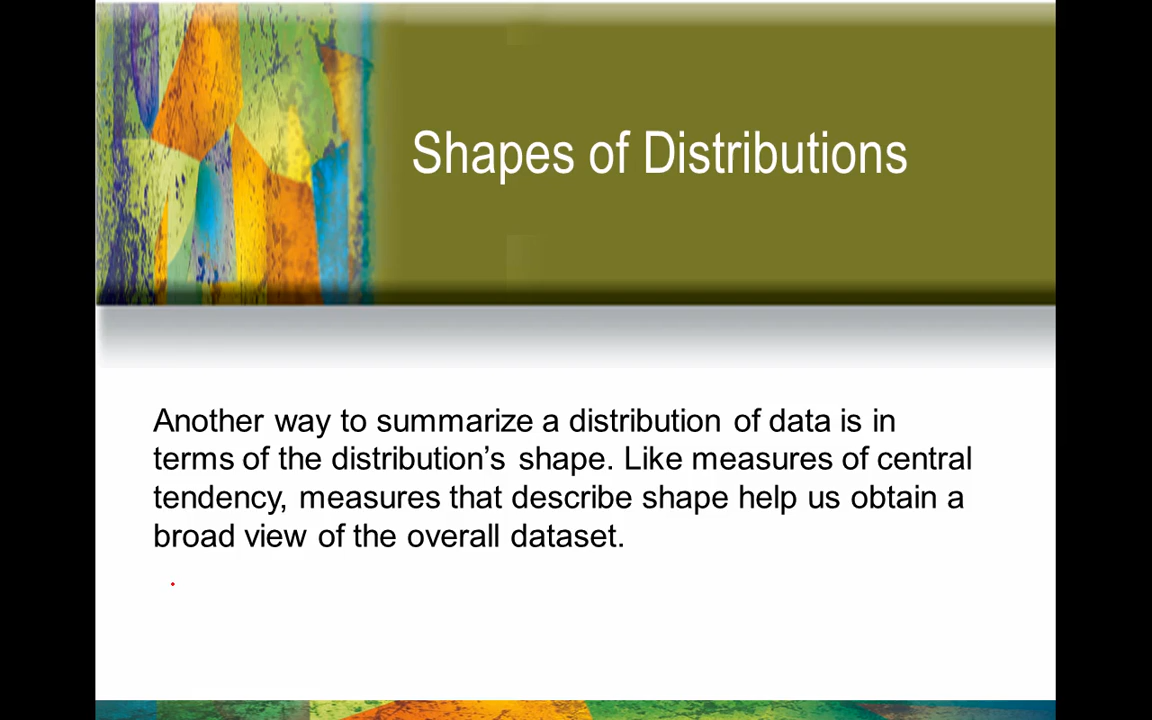 Shapes of Distributions
Another way to summarize a distribution of data is in
terms of the distribution’s shape. Like measures of central
tendency, measures that describe shape help us obtain a
broad view of the overall dataset.